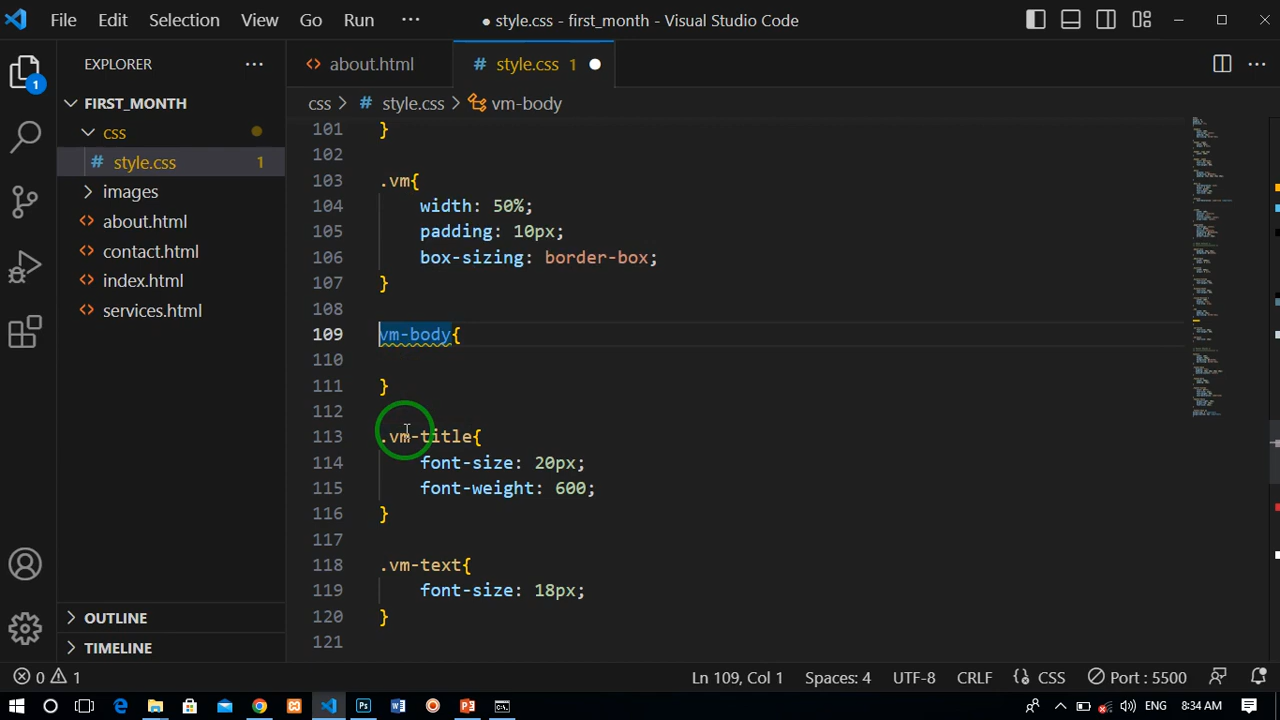 File Edit Selection View Go Run ··· ● style.css - first_month - Visual Studio Code
EXPLORER ···
about.html
# style.css 1
1
FIRST_MONTH
css
# style.css 1
images
about.html
contact.html
index.html
services.html
OUTLINE
TIMELINE
css > # style.css > vm-body
101 }
102
103 .vm{
104 width: 50%;
105 padding: 10px;
106 box-sizing: border-box;
107 }
108
109 vm-body{
110
111 }
112
113 .vm-title{
114 font-size: 20px;
115 font-weight: 600;
116 }
117
118 .vm-text{
119 font-size: 18px;
120 }
121
0 1 Ln 109, Col 1 Spaces: 4 UTF-8 CRLF {} CSS Port : 5500
ENG 8:34 AM